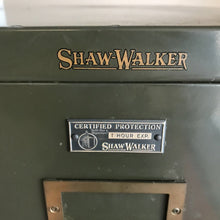 SHAW-WALKER
CERTIFIED PROTECTION
1 HOUR EXP.
SHAW-WALKER